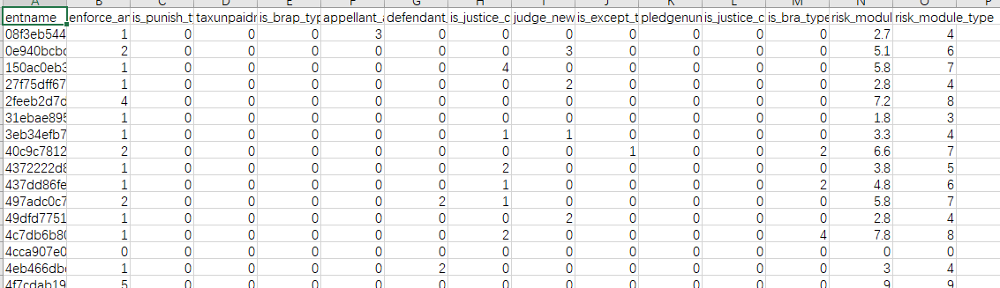 A B C D E F G H I J K L M N O P
entname enforce_ar is_punish_t taxunpaidn is_brap_typ appellant_a defendant_ is_justice_c judge_new is_except_t pledgenun is_justice_c is_bra_type risk_modul risk_module_type
08f3eb544 1 0 0 0 3 0 0 0 0 0 0 0 2.7 4
0e940bcbc 2 0 0 0 0 0 0 3 0 0 0 0 5.1 6
150ac0eb3 1 0 0 0 0 0 4 0 0 0 0 0 5.8 7
27f75dff67 1 0 0 0 0 0 0 2 0 0 0 0 2.8 4
2feeb2d7d 4 0 0 0 0 0 0 0 0 0 0 0 7.2 8
31ebae895 1 0 0 0 0 0 0 0 0 0 0 0 1.8 3
3eb34efb7 1 0 0 0 0 0 1 1 0 0 0 0 3.3 4
40c9c7812 2 0 0 0 0 0 0 0 1 0 0 2 6.6 7
4372222d8 1 0 0 0 0 0 2 0 0 0 0 0 3.8 5
437dd86fe 1 0 0 0 0 0 1 0 0 0 0 2 4.8 6
497adc0c7 2 0 0 0 0 2 1 0 0 0 0 0 5.8 7
49dfd7751 1 0 0 0 0 0 0 2 0 0 0 0 2.8 4
4c7db6b80 1 0 0 0 0 0 2 0 0 0 0 4 7.8 8
4cca907e0 0 0 0 0 0 0 0 0 0 0 0 0 0 0
4eb466dbc 1 0 0 0 0 2 0 0 0 0 0 0 3 4
4f7cdab19 5 0 0 0 0 0 0 0 0 0 0 0 9 9